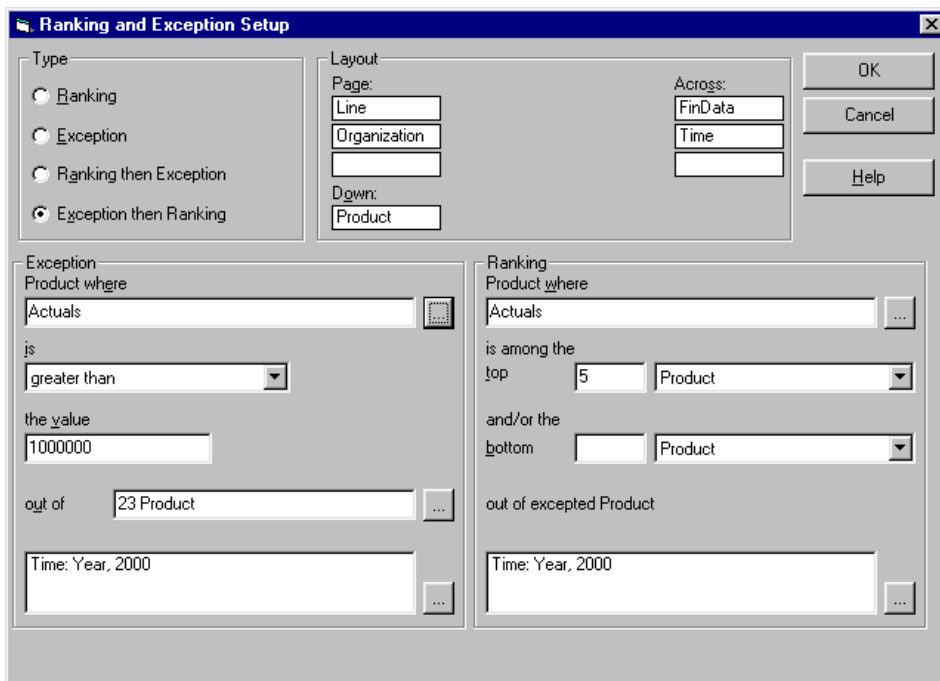 Ranking and Exception Setup
Type
Ranking
Exception
Ranking then Exception
Exception then Ranking
Layout
Page:
Line
Organization
Down:
Product
Across:
FinData
Time
OK
Cancel
Help
Exception
Product where
Actuals
...
is
greater than
the value
1000000
out of
23 Product
...
Time: Year, 2000
...
Ranking
Product where
Actuals
...
is among the
top
5
Product
and/or the
bottom
Product
out of excepted Product
Time: Year, 2000
...